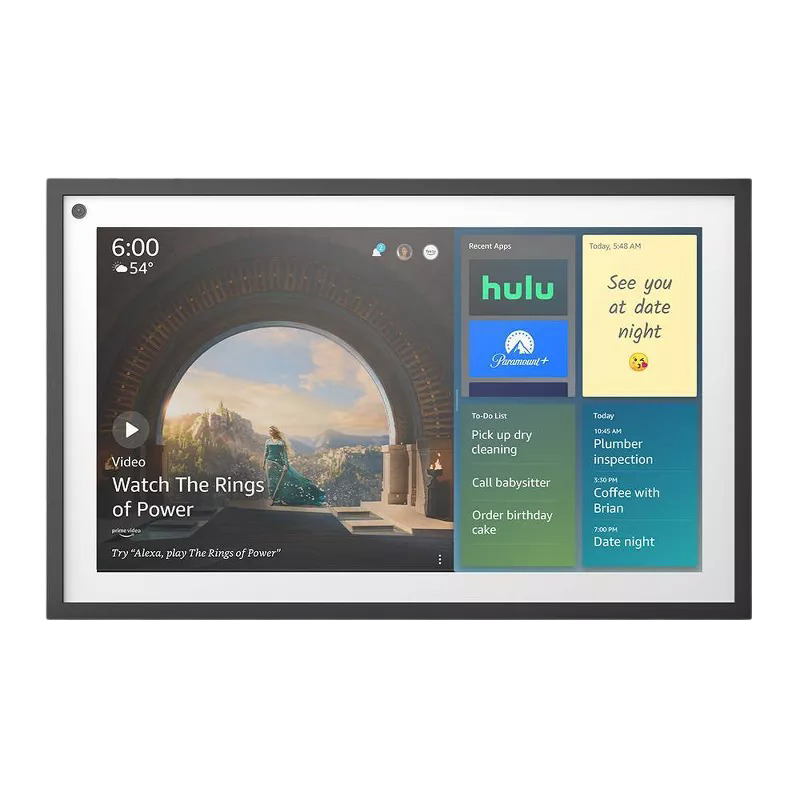 6:00
54°
2
Video
Watch The Rings
of Power
prime video
Try “Alexa, play The Rings of Power”
Recent Apps
hulu
Paramount+
Today, 5:48 AM
See you
at date
night
To-Do List
Pick up dry
cleaning
Call babysitter
Order birthday
cake
Today
10:45 AM
Plumber
inspection
3:30 PM
Coffee with
Brian
7:00 PM
Date night